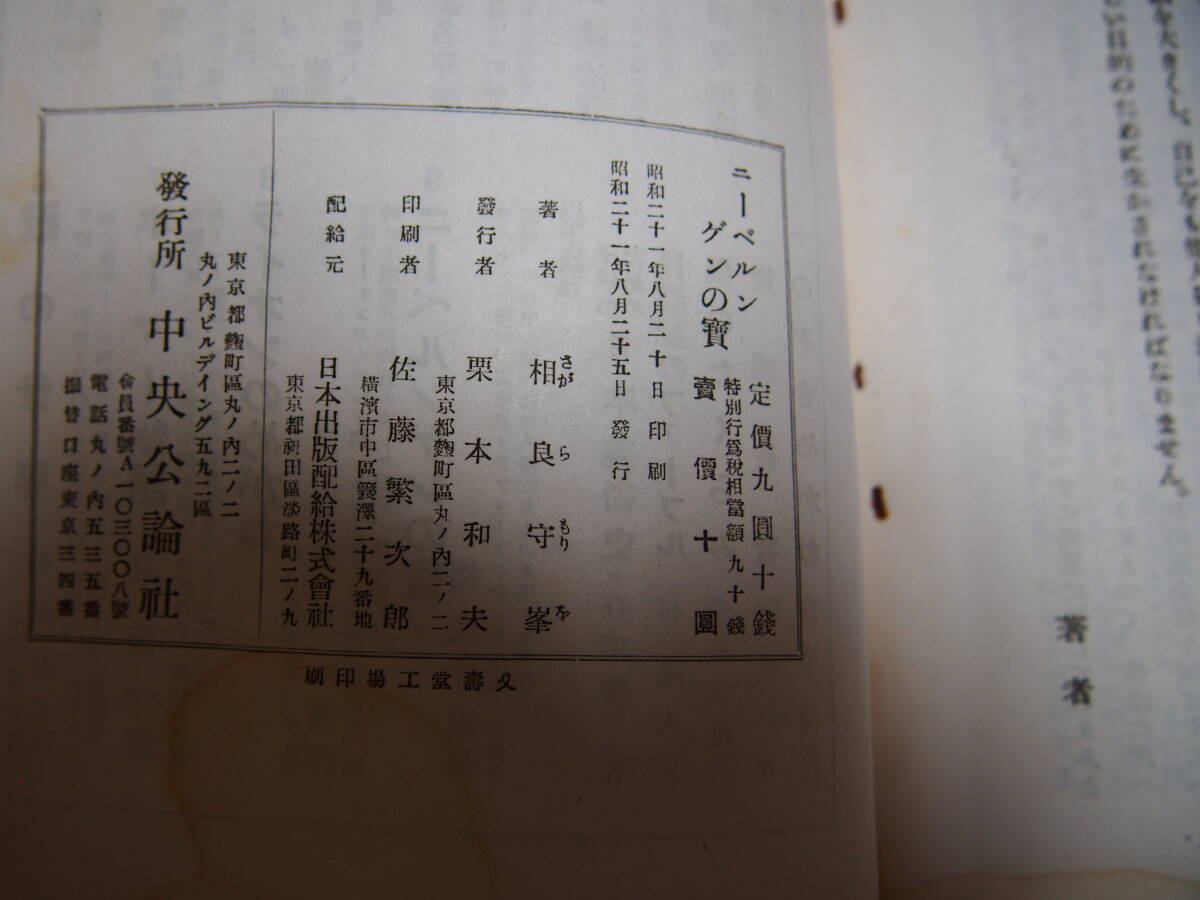 著者
ニーベルン
ゲンの寶
定價九圓十錢
特別行爲稅相當額九十錢
賣價十圓
昭和二十一年八月二十日印刷
昭和二十一年八月二十五日發行
著者 相良守峯
さがらもりを
發行者 栗本和夫
東京都麴町區丸ノ內二ノ二
印刷者 佐藤繁次郎
橫濱市中區簑澤二十九番地
配給元 日本出版配給株式會社
東京都神田區淡路町二ノ九
發行所 中央公論社
東京都麴町區丸ノ內二ノ二
丸ノ內ビルデイング五九二區
會員番號A一〇三〇〇八號
電話丸ノ內五三五番
振替口座東京三四番
文壽堂工場印刷